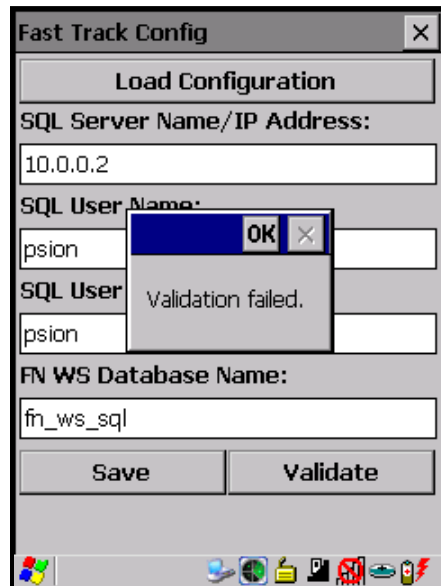 Fast Track Config
Load Configuration
SQL Server Name/IP Address:
10.0.0.2
SQL User Name:
OK
psion
Validation failed.
SQL User
psion
FN WS Database Name:
fn_ws_sql
Save Validate